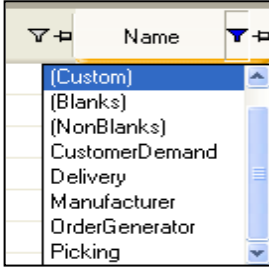 Name
(Custom)
(Blanks)
(NonBlanks)
CustomerDemand
Delivery
Manufacturer
OrderGenerator
Picking